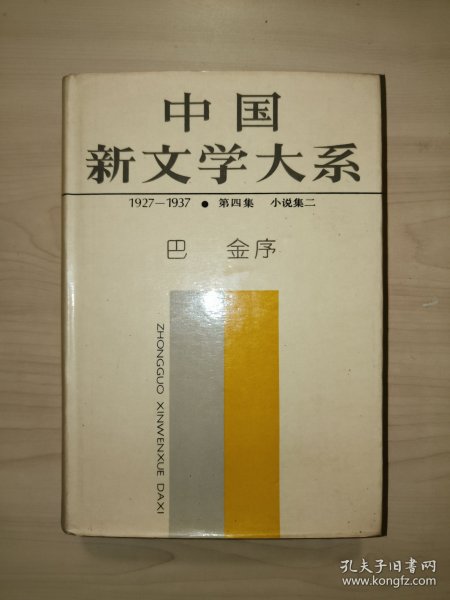 中国
新文学大系
1927—1937 ● 第四集 小说集二
巴 金序
ZHONGGUO XINWENXUE DAXI
孔夫子旧书网
www.kongfz.com